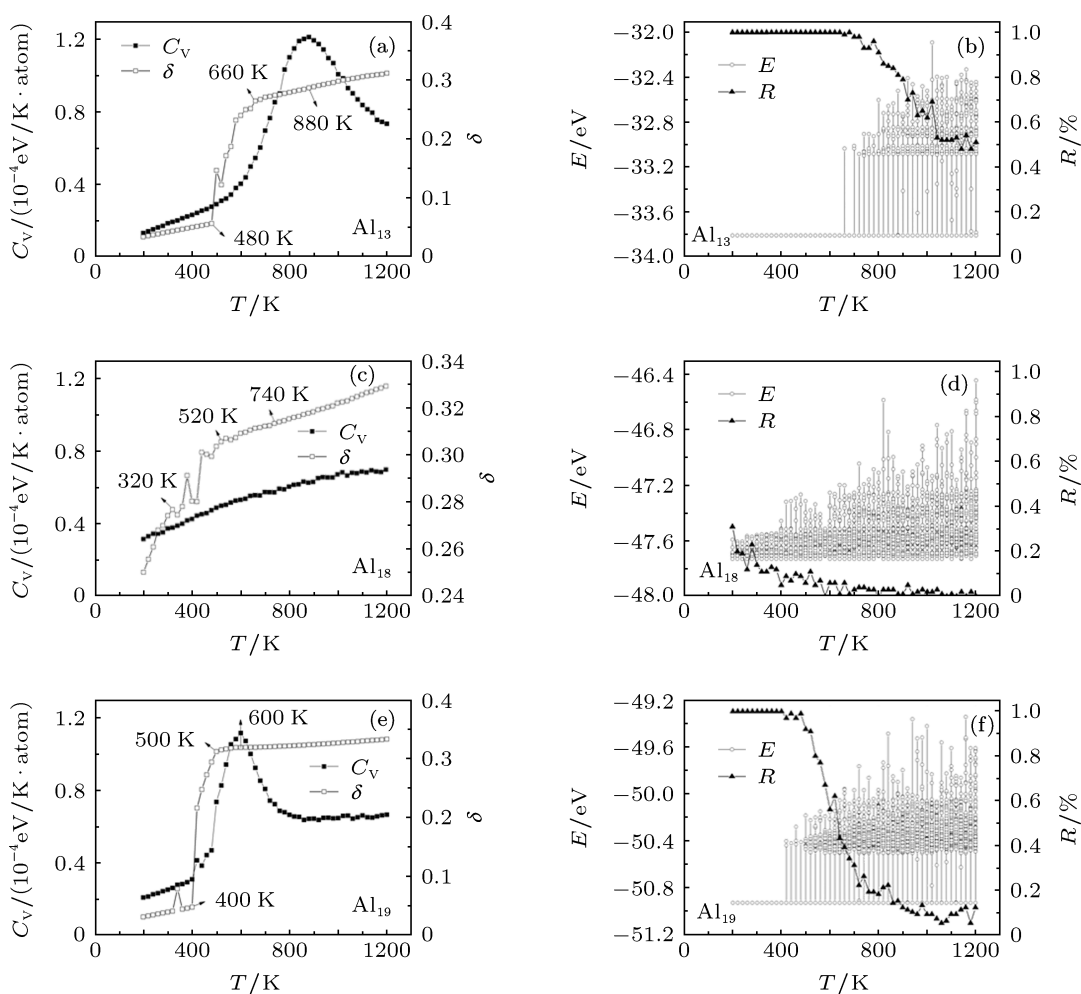 (a)
C_V
δ
660 K
880 K
480 K
Al₁₃
1.2
0.8
0.4
0
0.4
0.3
0.2
0.1
0
0 400 800 1200
T/K
C_V/(10⁻⁴eV/K · atom)
δ
(b)
E
R
Al₁₃
−32.0
−32.4
−32.8
−33.2
−33.6
−34.0
1.0
0.8
0.6
0.4
0.2
0
0 400 800 1200
T/K
E/eV
R/%
(c)
740 K
520 K
C_V
δ
320 K
Al₁₈
1.2
0.8
0.4
0
0.34
0.32
0.30
0.28
0.26
0.24
0 400 800 1200
T/K
C_V/(10⁻⁴eV/K · atom)
δ
(d)
E
R
Al₁₈
−46.4
−46.8
−47.2
−47.6
−48.0
1.0
0.8
0.6
0.4
0.2
0
0 400 800 1200
T/K
E/eV
R/%
(e)
600 K
500 K
C_V
δ
400 K
Al₁₉
1.2
0.8
0.4
0
0.4
0.3
0.2
0.1
0
0 400 800 1200
T/K
C_V/(10⁻⁴eV/K · atom)
δ
(f)
E
R
Al₁₉
−49.2
−49.6
−50.0
−50.4
−50.8
−51.2
1.0
0.8
0.6
0.4
0.2
0
0 400 800 1200
T/K
E/eV
R/%